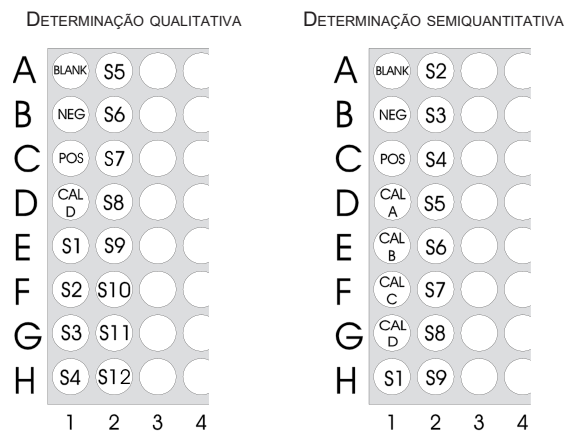 DETERMINAÇÃO QUALITATIVA
A BLANK S5
B NEG S6
C POS S7
D CAL D S8
E S1 S9
F S2 S10
G S3 S11
H S4 S12
1 2 3 4
DETERMINAÇÃO SEMIQUANTITATIVA
A BLANK S2
B NEG S3
C POS S4
D CAL A S5
E CAL B S6
F CAL C S7
G CAL D S8
H S1 S9
1 2 3 4